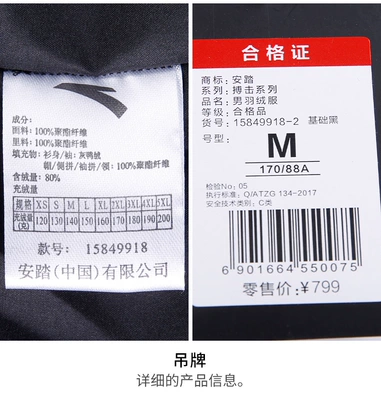 成分:
面料:100%聚酯纤维
里料:100%聚酯纤维
填充物:衫身/袖:灰鸭绒
帽/侧拼/袖拼/领:100%聚酯纤维
含绒量:80%
充绒量
规格 XS S M L XL 2XL 3XL 4XL 5XL
充绒量(克) 120 130 140 150 160 170 180 190 200
款号: 15849918
安踏(中国)有限公司
合格证
商标:安踏
系列:搏击系列
品名:男羽绒服
等级:合格品
货号:15849918-2 基础黑
号型:
M
170/88A
检验No:05
执行标准:Q/ATZG 134-2017
安全技术类别:C类
6 901664 550075
零售价:¥799
吊牌
详细的产品信息。